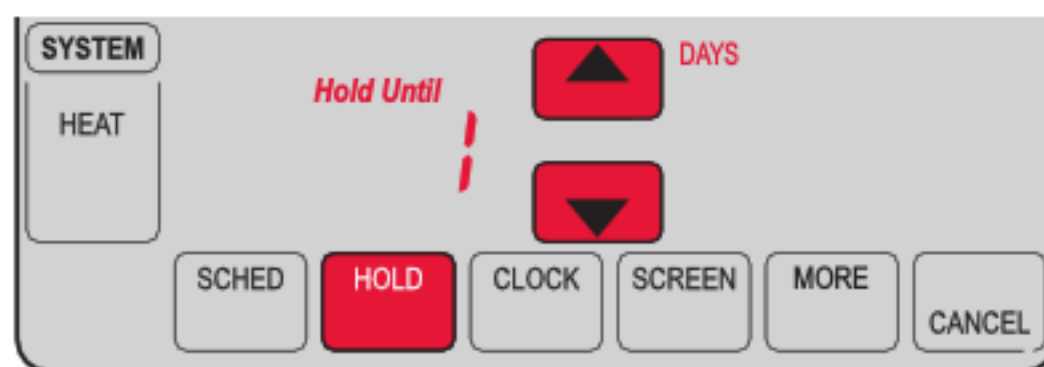 SYSTEM
HEAT
Hold Until
1
DAYS
SCHED
HOLD
CLOCK
SCREEN
MORE
CANCEL